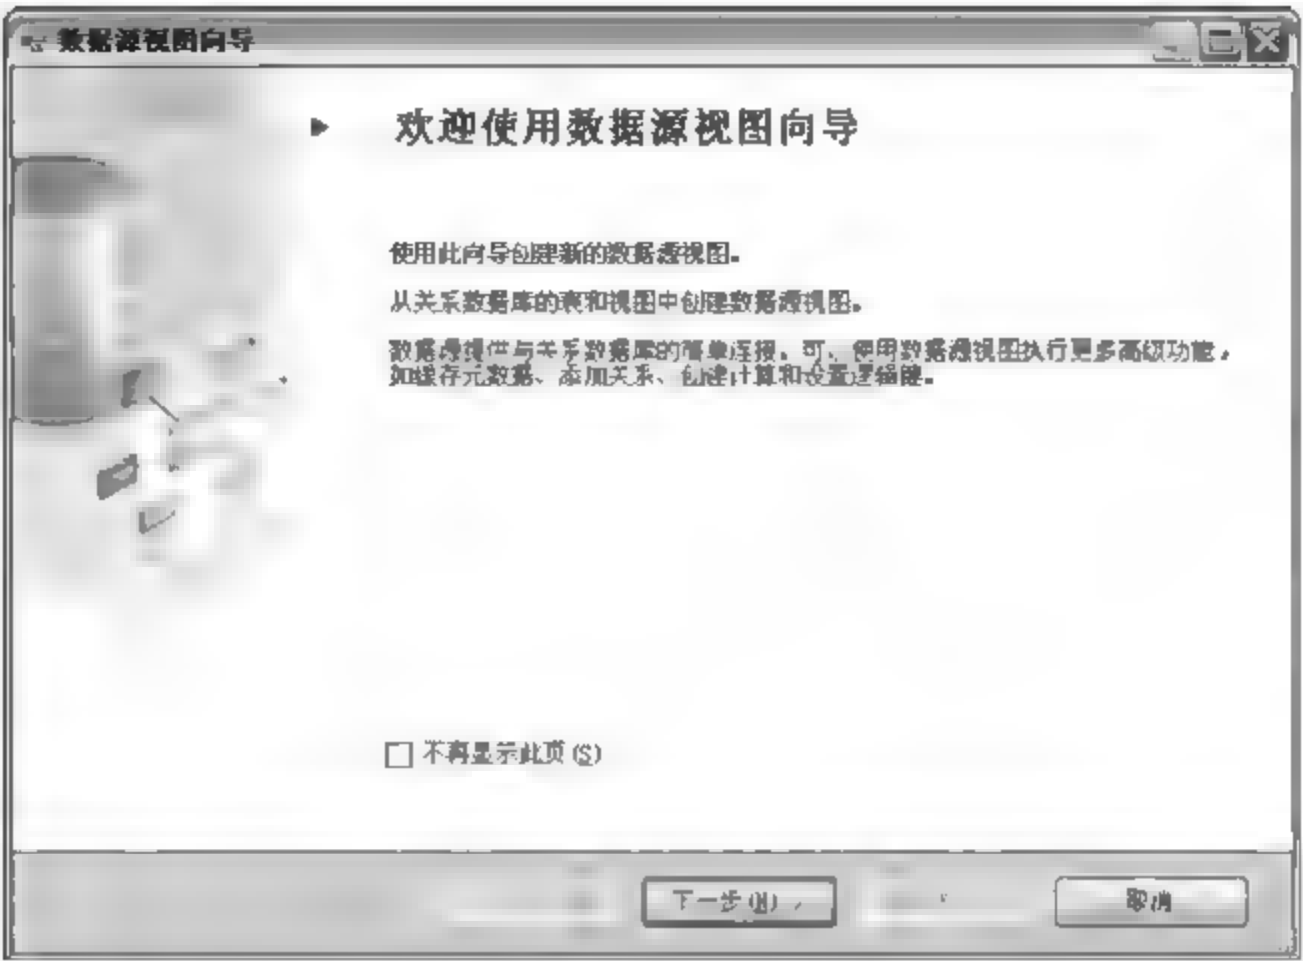 数据源视图向导
欢迎使用数据源视图向导
使用此向导创建新的数据源视图。
从关系数据库的表和视图中创建数据源视图。
数据源提供与关系数据库的简单连接。可 使用数据源视图执行更多高级功能，
如缓存元数据、添加关系、创建计算和设置逻辑键。
不再显示此页(S)
下一步(N)
取消